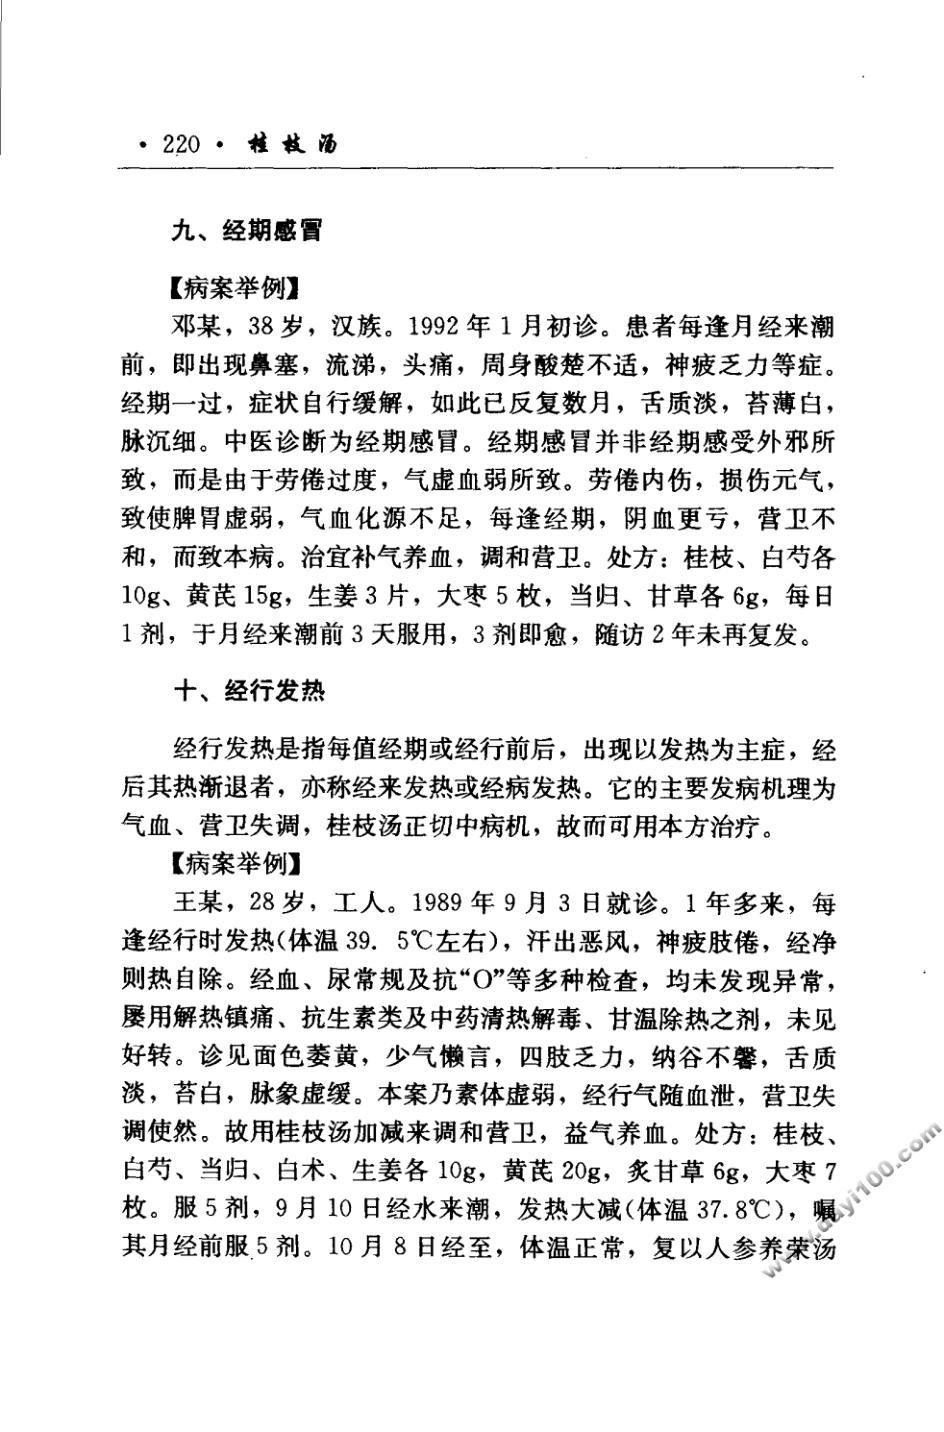 · 220 · 桂枝汤
九、经期感冒
【病案举例】
邓某，38岁，汉族。1992年1月初诊。患者每逢月经来潮
前，即出现鼻塞，流涕，头痛，周身酸楚不适，神疲乏力等症。
经期一过，症状自行缓解，如此已反复数月，舌质淡，苔薄白，
脉沉细。中医诊断为经期感冒。经期感冒并非经期感受外邪所
致，而是由于劳倦过度，气虚血弱所致。劳倦内伤，损伤元气，
致使脾胃虚弱，气血化源不足，每逢经期，阴血更亏，营卫不
和，而致本病。治宜补气养血，调和营卫。处方：桂枝、白芍各
10g、黄芪15g，生姜3片，大枣5枚，当归、甘草各6g，每日
1剂，于月经来潮前3天服用，3剂即愈，随访2年未再复发。
十、经行发热
经行发热是指每值经期或经行前后，出现以发热为主症，经
后其热渐退者，亦称经来发热或经病发热。它的主要发病机理为
气血、营卫失调，桂枝汤正切中病机，故而可用本方治疗。
【病案举例】
王某，28岁，工人。1989年9月3日就诊。1年多来，每
逢经行时发热(体温39．5℃左右)，汗出恶风，神疲肢倦，经净
则热自除。经血、尿常规及抗“O”等多种检查，均未发现异常，
屡用解热镇痛、抗生素类及中药清热解毒、甘温除热之剂，未见
好转。诊见面色萎黄，少气懒言，四肢乏力，纳谷不馨，舌质
淡，苔白，脉象虚缓。本案乃素体虚弱，经行气随血泄，营卫失
调使然。故用桂枝汤加减来调和营卫，益气养血。处方：桂枝、
白芍、当归、白术、生姜各10g，黄芪20g，炙甘草6g，大枣7
枚。服5剂，9月10日经水来潮，发热大减(体温37.8℃)，嘱
其月经前服5剂。10月8日经至，体温正常，复以人参养荣汤
www.dayi100.com